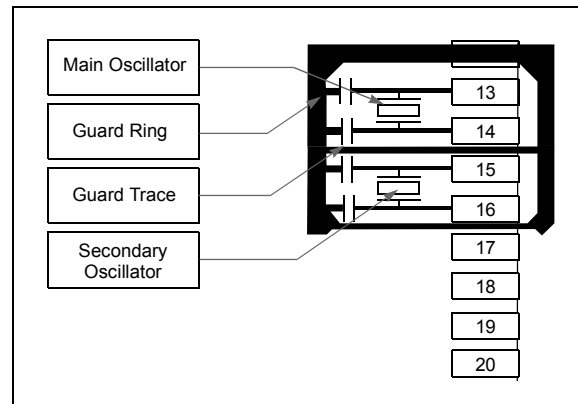 Main Oscillator
Guard Ring
Guard Trace
Secondary
Oscillator
13
14
15
16
17
18
19
20